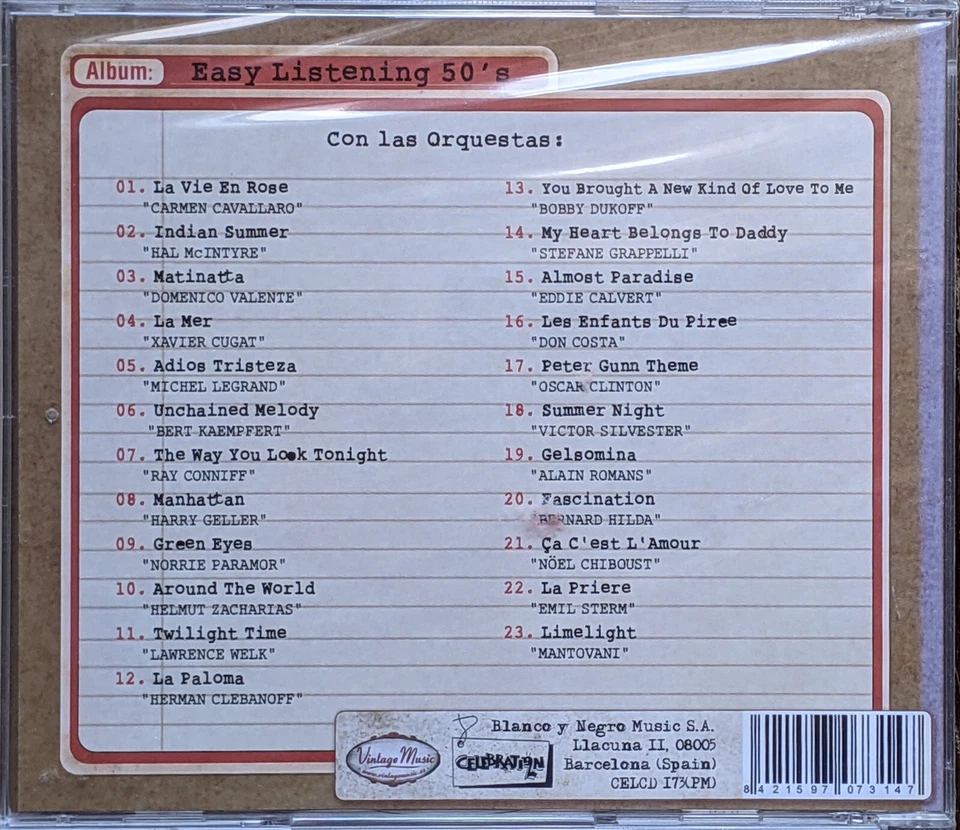 Album: Easy Listening 50's
Con las Orquestas:
01. La Vie En Rose
"CARMEN CAVALLARO"
02. Indian Summer
"HAL McINTYRE"
03. Matinatta
"DOMENICO VALENTE"
04. La Mer
"XAVIER CUGAT"
05. Adios Tristeza
"MICHEL LEGRAND"
06. Unchained Melody
"BERT KAEMPFERT"
07. The Way You Look Tonight
"RAY CONNIFF"
08. Manhattan
"HARRY GELLER"
09. Green Eyes
"NORRIE PARAMOR"
10. Around The World
"HELMUT ZACHARIAS"
11. Twilight Time
"LAWRENCE WELK"
12. La Paloma
"HERMAN CLEBANOFF"
13. You Brought A New Kind Of Love To Me
"BOBBY DUKOFF"
14. My Heart Belongs To Daddy
"STEFANE GRAPPELLI"
15. Almost Paradise
"EDDIE CALVERT"
16. Les Enfants Du Piree
"DON COSTA"
17. Peter Gunn Theme
"OSCAR CLINTON"
18. Summer Night
"VICTOR SILVESTER"
19. Gelsomina
"ALAIN ROMANS"
20. Fascination
"BERNARD HILDA"
21. Ça C'est L'Amour
"NÖEL CHIBOUST"
22. La Priere
"EMIL STERM"
23. Limelight
"MANTOVANI"
Vintage Music
CELEBRATION
Blanco y Negro Music S.A.
Llacuna II, 08005
Barcelona (Spain)
CELCD 173(PM)
8 421597 073147